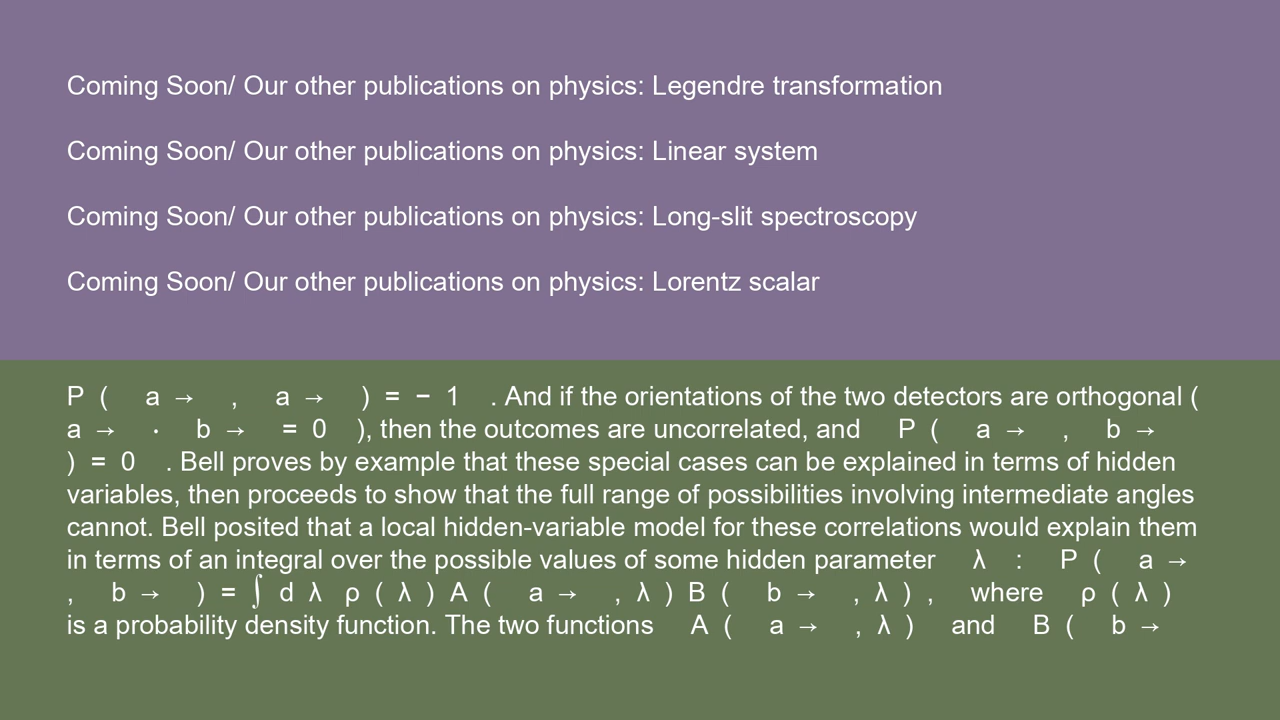 Coming Soon/ Our other publications on physics: Legendre transformation
Coming Soon/ Our other publications on physics: Linear system
Coming Soon/ Our other publications on physics: Long-slit spectroscopy
Coming Soon/ Our other publications on physics: Lorentz scalar
P ( a → , a → ) = − 1 . And if the orientations of the two detectors are orthogonal (
a → ⋅ b → = 0 ), then the outcomes are uncorrelated, and P ( a → , b →
) = 0 . Bell proves by example that these special cases can be explained in terms of hidden
variables, then proceeds to show that the full range of possibilities involving intermediate angles
cannot. Bell posited that a local hidden-variable model for these correlations would explain them
in terms of an integral over the possible values of some hidden parameter λ : P ( a →
, b → ) = ∫ d λ ρ ( λ ) A ( a → , λ ) B ( b → , λ ) , where ρ ( λ )
is a probability density function. The two functions A ( a → , λ ) and B ( b →